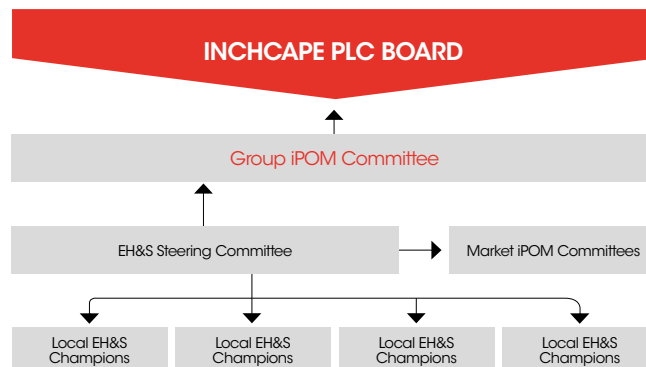 INCHCAPE PLC BOARD
Group iPOM Committee
EH&S Steering Committee
Market iPOM Committees
Local EH&S
Champions
Local EH&S
Champions
Local EH&S
Champions
Local EH&S
Champions